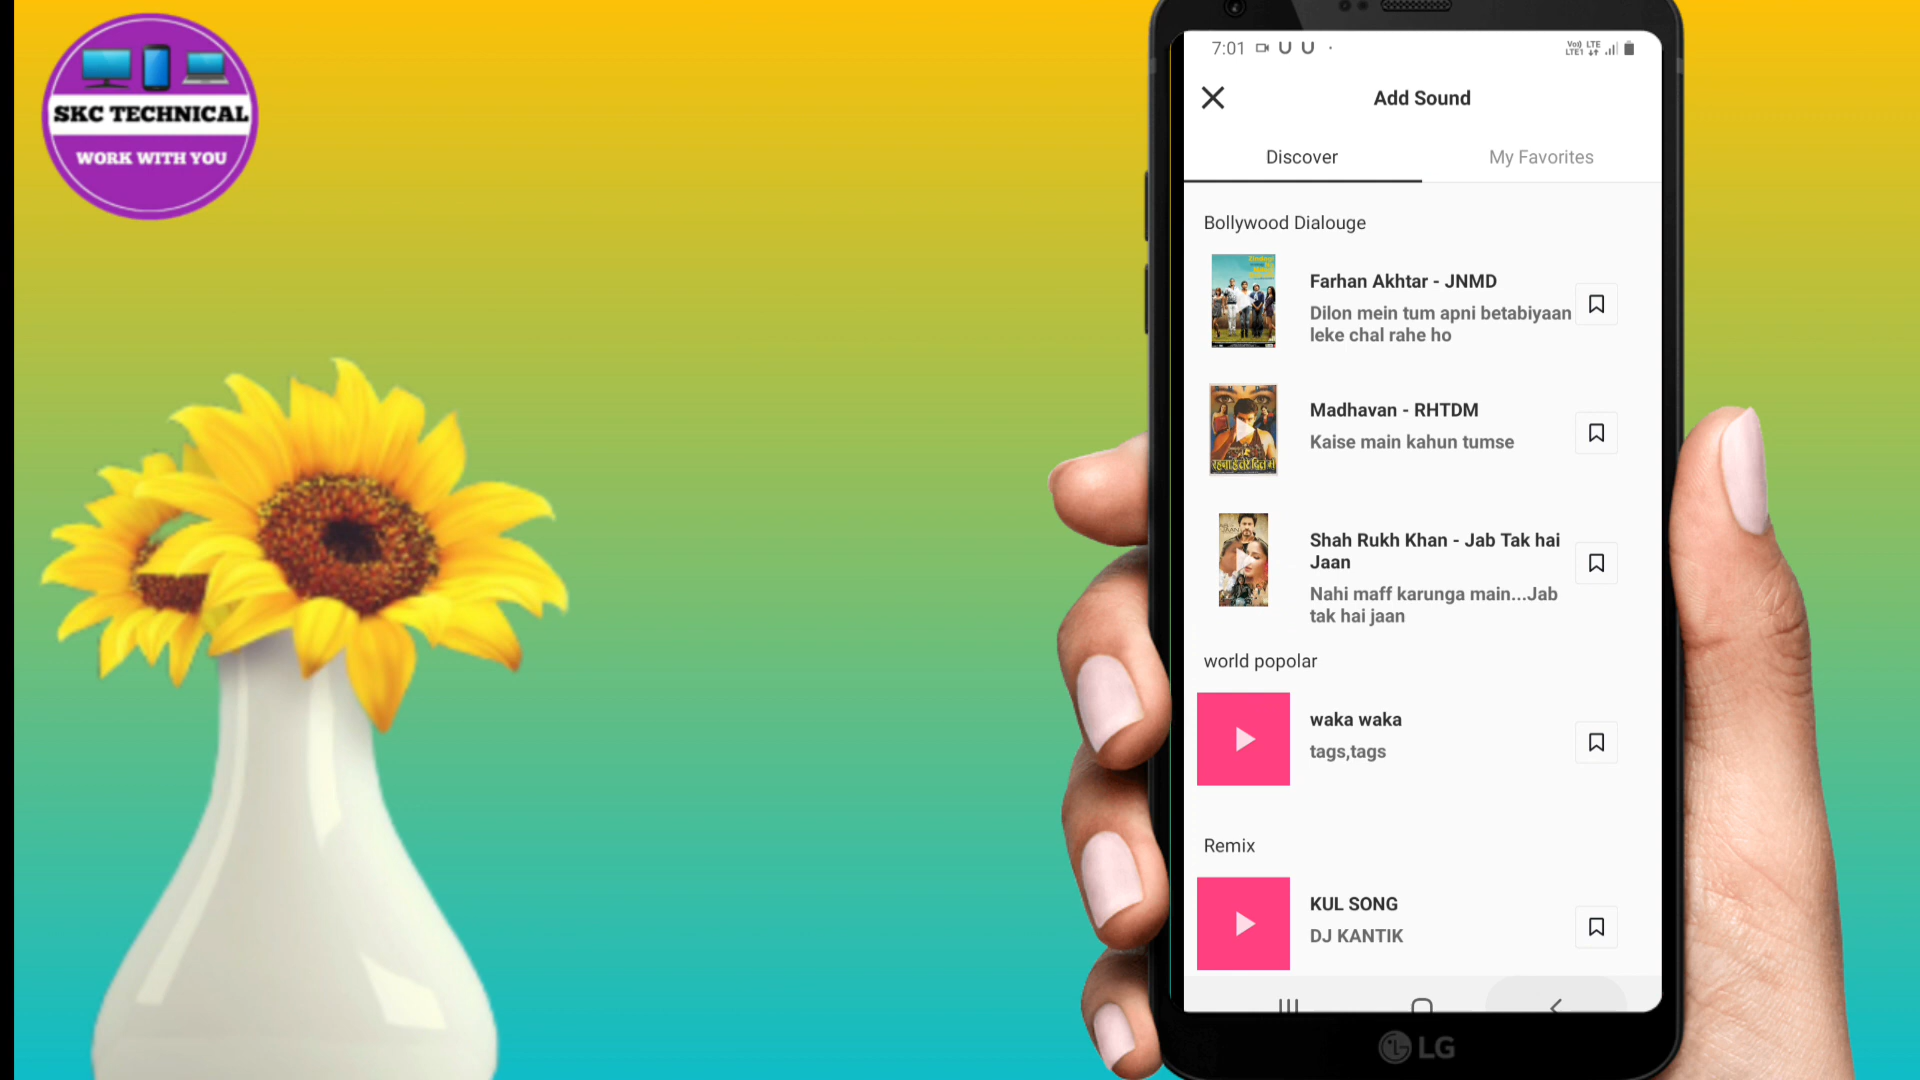 SKC TECHNICAL
WORK WITH YOU
7:01
Vo) LTE
LTE1
Add Sound
Discover
My Favorites
Bollywood Dialouge
Farhan Akhtar - JNMD
Dilon mein tum apni betabiyaan
leke chal rahe ho
Madhavan - RHTDM
Kaise main kahun tumse
Shah Rukh Khan - Jab Tak hai
Jaan
Nahi maff karunga main...Jab
tak hai jaan
world popolar
waka waka
tags,tags
Remix
KUL SONG
DJ KANTIK
LG